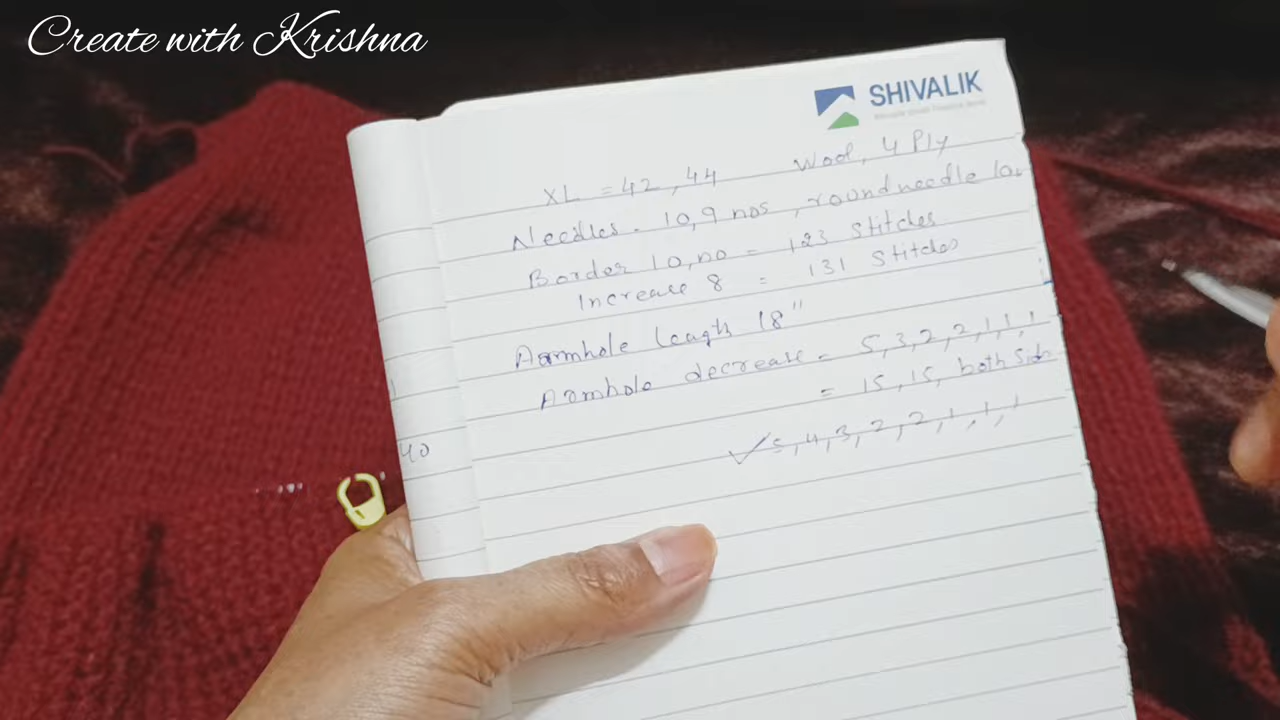 Create with Krishna
SHIVALIK
XL = 42, 44 Wool, 4 Ply
Needles - 10, 9 nos, round needle
Border 10, no = 123 Stitches
Increase 8 = 131 Stitches
Armhole length 18"
Armhole decrease = 5, 3, 2, 2, 1, 1, 1
= 15, 15, both Side
✓ 5, 4, 3, 2, 2, 1, 1, 1
40